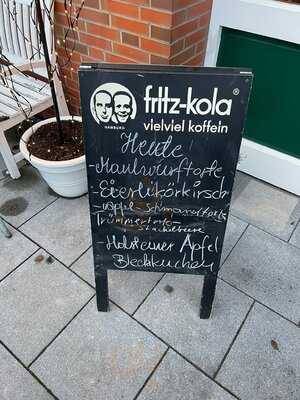 fritz-kola®
vielviel koffein
HAMBURG
Heute
- Maulwurftorte
- Eierlikörkirsch
- Apfel Schmandtorte
Trümmertorte -
Stachelbeere
- Holsteiner Apfel
Blechkuchen